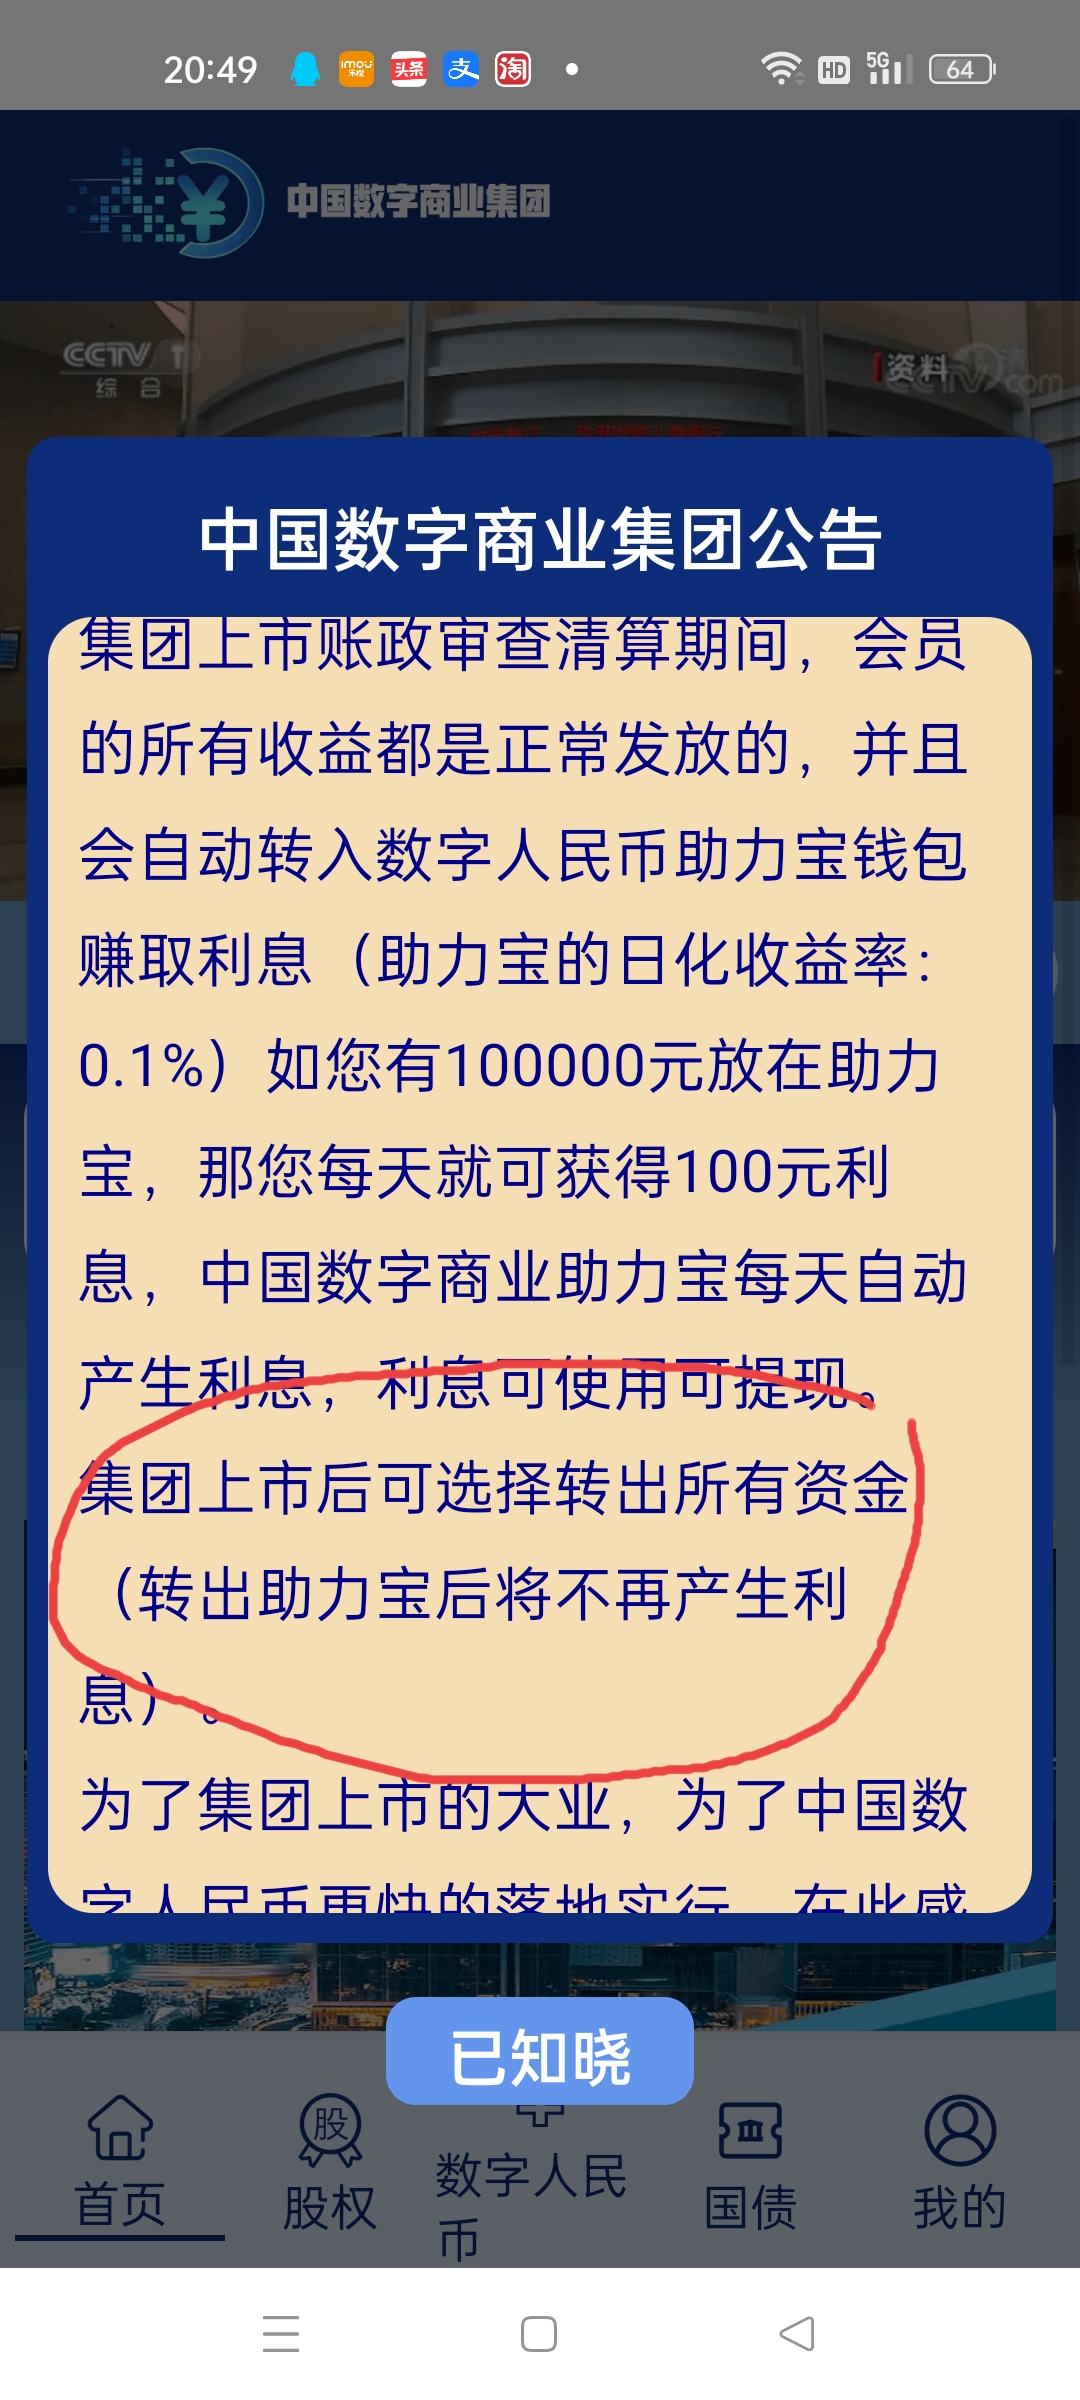 20:49
imou
乐橙
头条
支
淘
HD
5G
64
中国数字商业集团
CCTV 1
综合
资料
CCTV.com
中国数字商业集团公告
集团上市账政审查清算期间，会员
的所有收益都是正常发放的，并且
会自动转入数字人民币助力宝钱包
赚取利息（助力宝的日化收益率：
0.1%）如您有100000元放在助力
宝，那您每天就可获得100元利
息，中国数字商业助力宝每天自动
产生利息，利息可使用可提现。
集团上市后可选择转出所有资金
（转出助力宝后将不再产生利
息）。
为了集团上市的大业，为了中国数
字人民币更快的落地实行，在此感
已知晓
股
首页
股权
数字人民
币
国债
我的